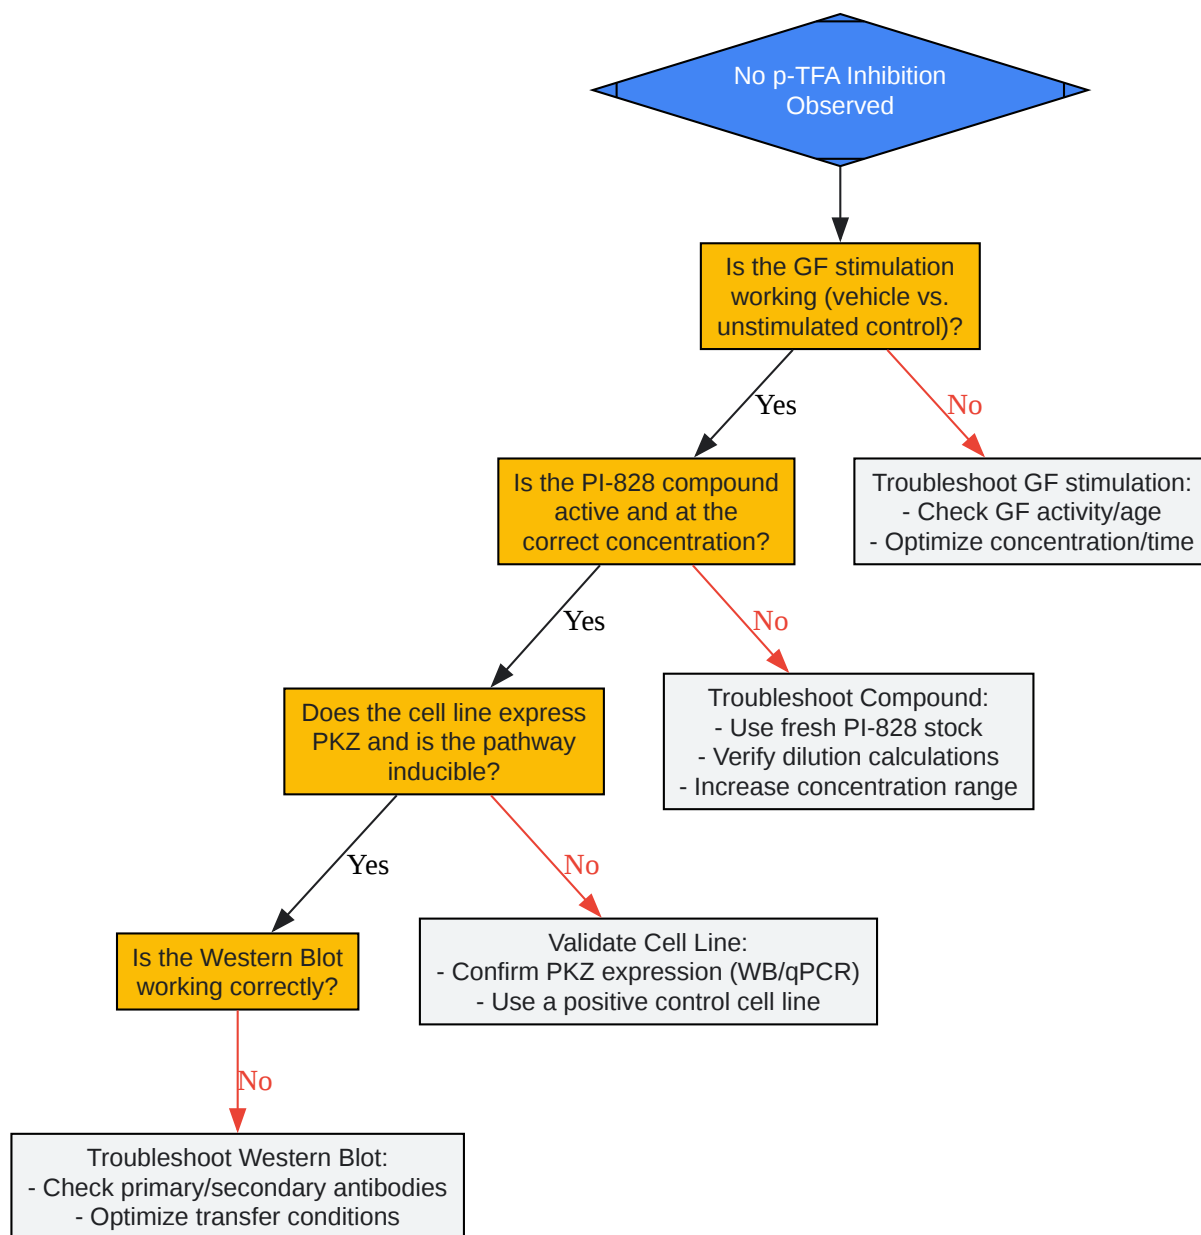 No p-TFA Inhibition
Observed
Is the GF stimulation
working (vehicle vs.
unstimulated control)?
Yes
No
Is the PI-828 compound
active and at the
correct concentration?
Troubleshoot GF stimulation:
- Check GF activity/age
- Optimize concentration/time
Yes
No
Does the cell line express
PKZ and is the pathway
inducible?
Troubleshoot Compound:
- Use fresh PI-828 stock
- Verify dilution calculations
- Increase concentration range
Yes
No
Is the Western Blot
working correctly?
Validate Cell Line:
- Confirm PKZ expression (WB/qPCR)
- Use a positive control cell line
No
Troubleshoot Western Blot:
- Check primary/secondary antibodies
- Optimize transfer conditions